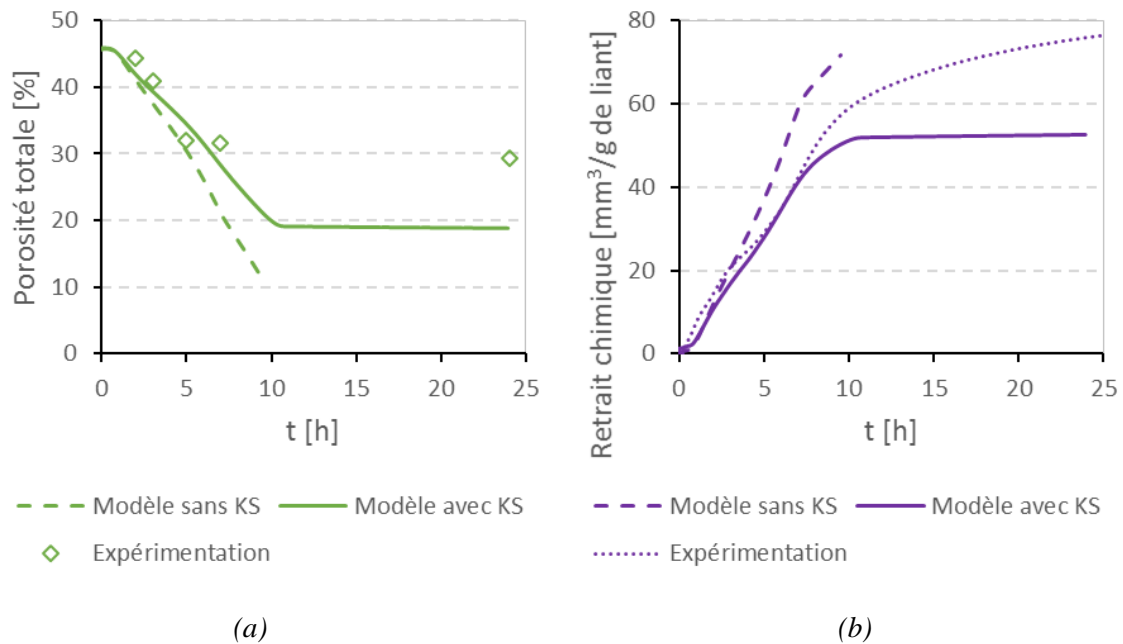 Porosité totale [%]
50
40
30
20
10
0
0 5 10 15 20 25
t [h]
Modèle sans KS Modèle avec KS
Expérimentation
(a)
Retrait chimique [mm³/g de liant]
80
60
40
20
0
0 5 10 15 20 25
t [h]
Modèle sans KS Modèle avec KS
Expérimentation
(b)